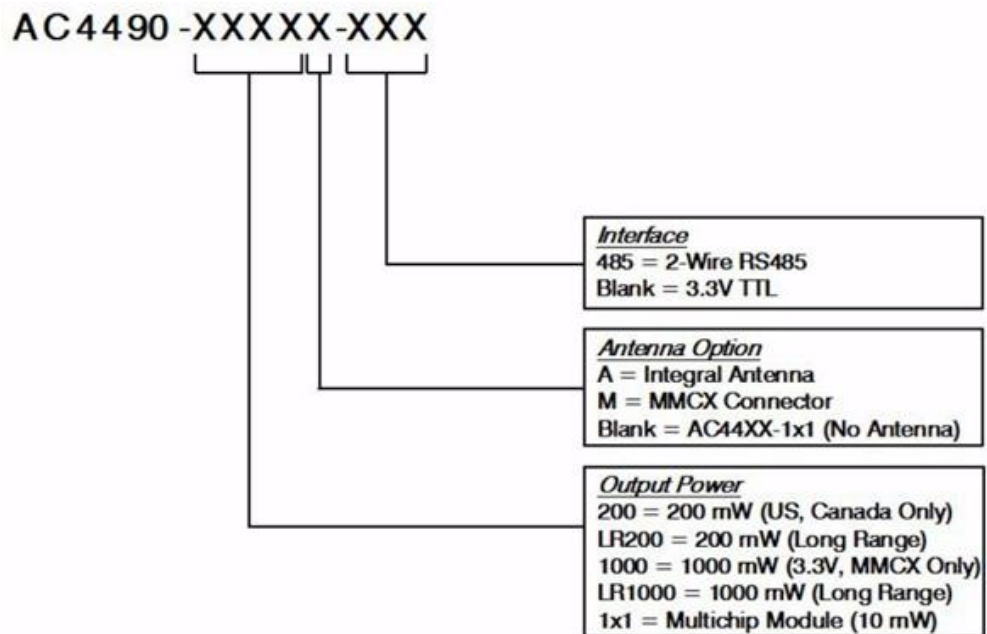 AC4490-XXXXX-XXX
Interface
485 = 2-Wire RS485
Blank = 3.3V TTL
Antenna Option
A = Integral Antenna
M = MMCX Connector
Blank = AC44XX-1x1 (No Antenna)
Output Power
200 = 200 mW (US, Canada Only)
LR200 = 200 mW (Long Range)
1000 = 1000 mW (3.3V, MMCX Only)
LR1000 = 1000 mW (Long Range)
1x1 = Multichip Module (10 mW)